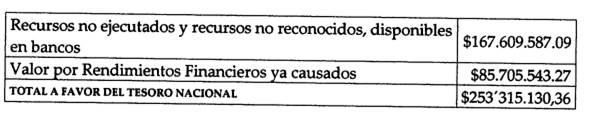 Recursos no ejecutados y recursos no reconocidos, disponibles
en bancos
$167.609.587.09
Valor por Rendimientos Financieros ya causados
$85.705.543.27
TOTAL A FAVOR DEL TESORO NACIONAL
$253´315.130,36